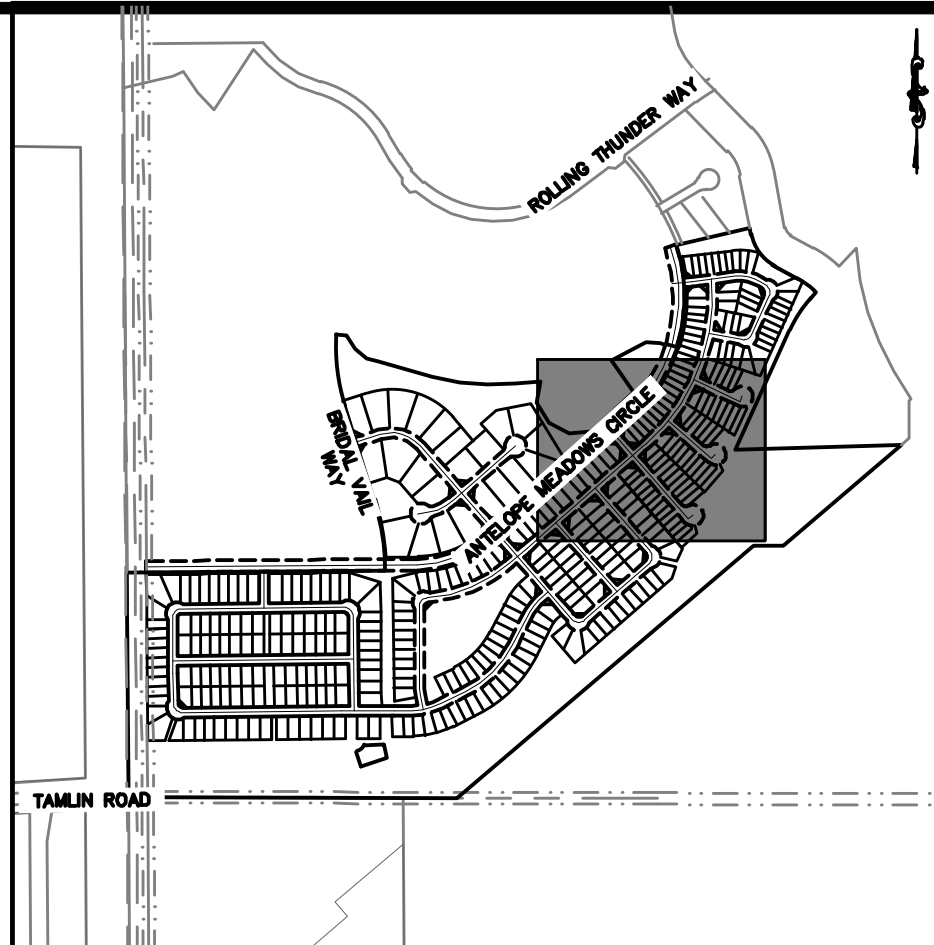 ROLLING THUNDER WAY
BRIDAL VAIL
WAY
ANTELOPE MEADOWS CIRCLE
TAMLIN ROAD